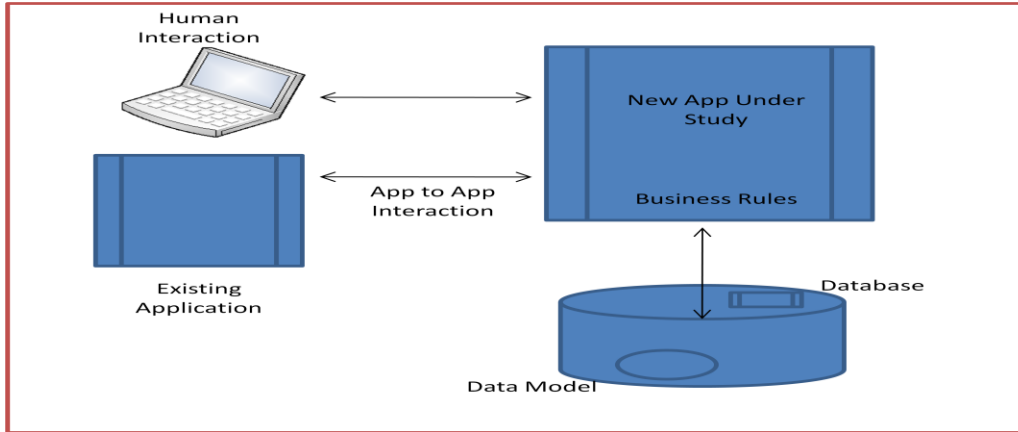 Human
Interaction
New App Under
Study
App to App
Interaction
Business Rules
Existing
Application
Database
Data Model